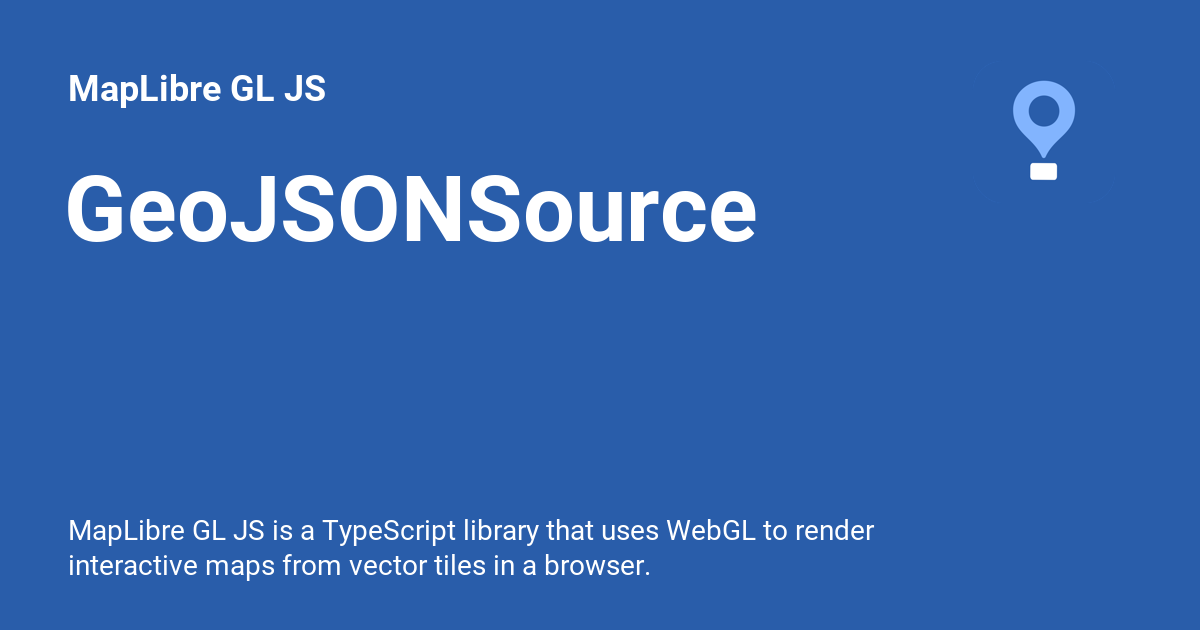 MapLibre GL JS
GeoJSONSource
MapLibre GL JS is a TypeScript library that uses WebGL to render
interactive maps from vector tiles in a browser.